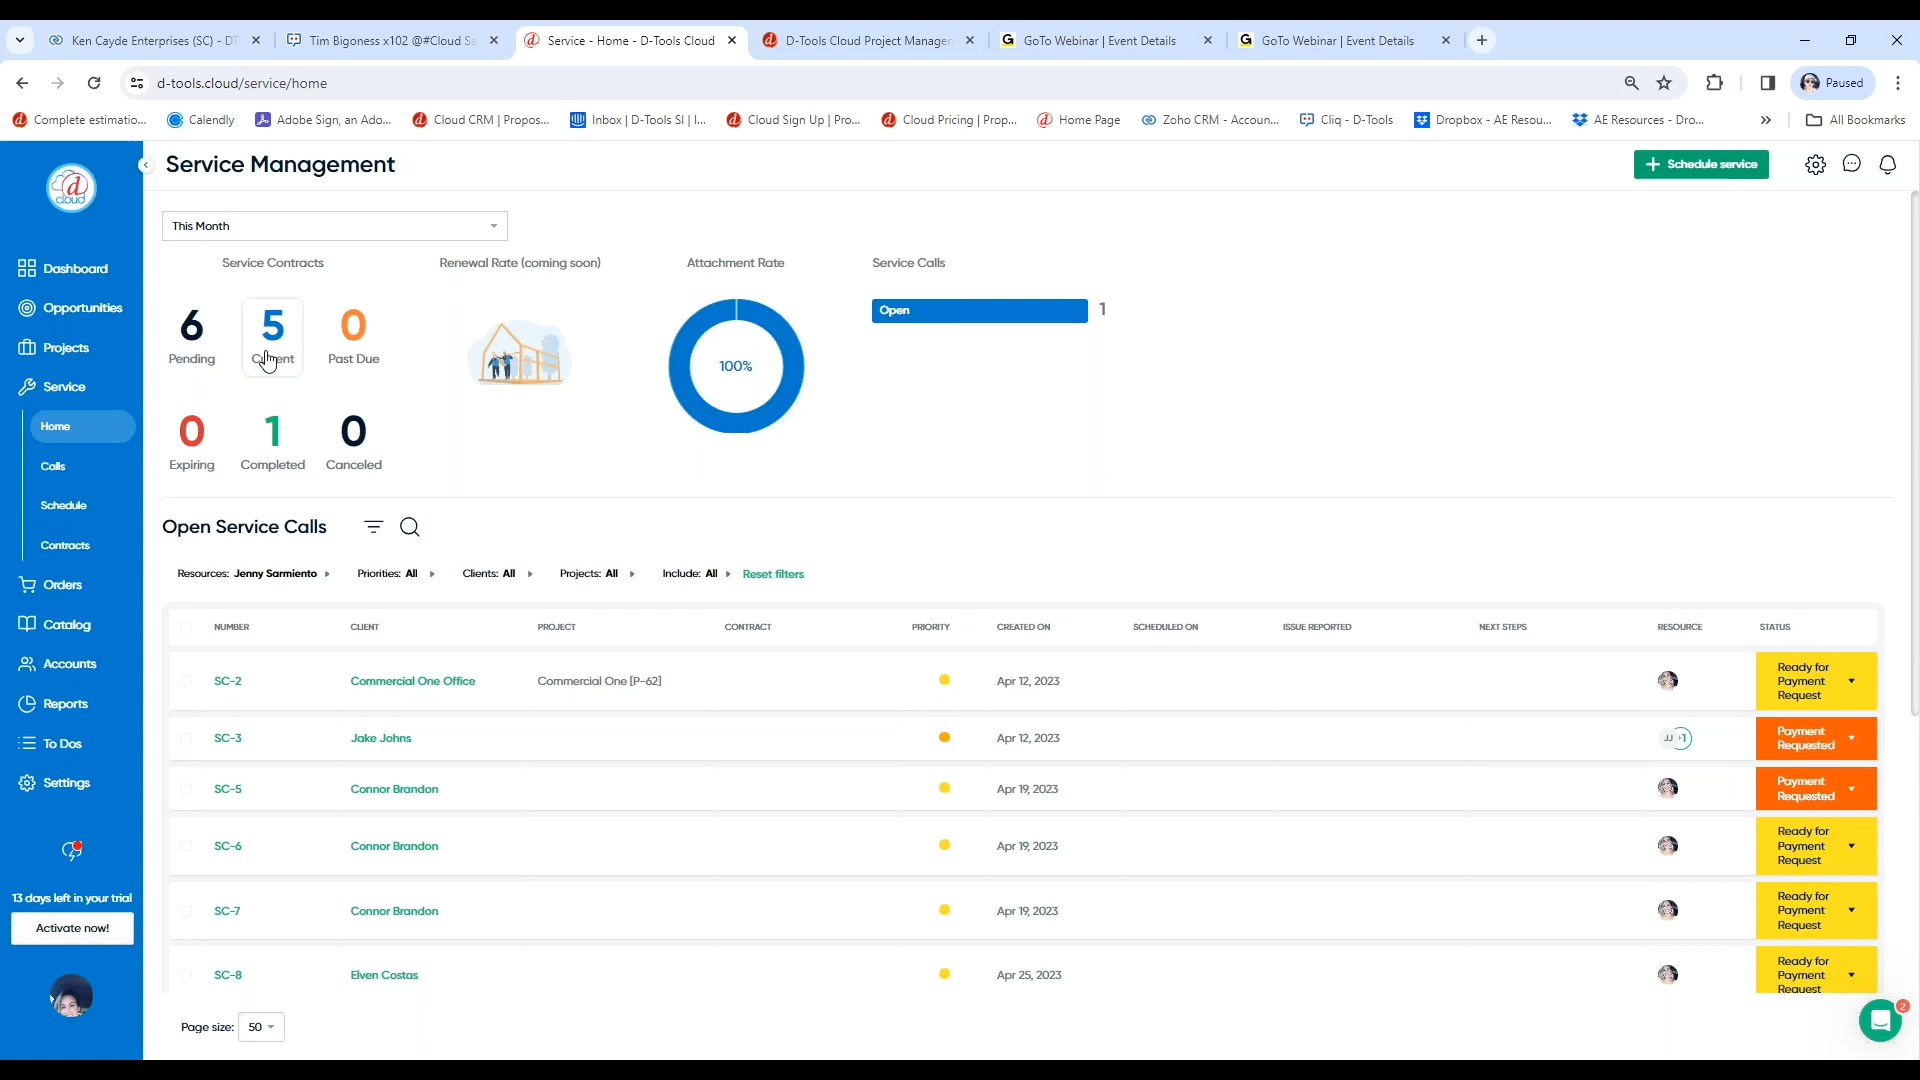 Ken Cayde Enterprises (SC) - DT
Tim Bigoness x102 @#Cloud Sa
Service - Home - D-Tools Cloud
D-Tools Cloud Project Manager
GoTo Webinar | Event Details
GoTo Webinar | Event Details
d-tools.cloud/service/home
Paused
Complete estimatio...
Calendly
Adobe Sign, an Ado...
Cloud CRM | Propos...
Inbox | D-Tools SI | I...
Cloud Sign Up | Pro...
Cloud Pricing | Prop...
Home Page
Zoho CRM - Accoun...
Cliq - D-Tools
Dropbox - AE Resou...
AE Resources - Dro...
All Bookmarks
d
cloud
Service Management
Schedule service
This Month
Service Contracts
Renewal Rate (coming soon)
Attachment Rate
Service Calls
6
Pending
5
Current
0
Past Due
0
Expiring
1
Completed
0
Canceled
100%
Open
1
Dashboard
Opportunities
Projects
Service
Home
Calls
Schedule
Contracts
Orders
Catalog
Accounts
Reports
To Dos
Settings
13 days left in your trial
Activate now!
Open Service Calls
Resources: Jenny Sarmiento
Priorities: All
Clients: All
Projects: All
Include: All
Reset filters
NUMBER CLIENT PROJECT CONTRACT PRIORITY CREATED ON SCHEDULED ON ISSUE REPORTED NEXT STEPS RESOURCE STATUS
SC-2 Commercial One Office Commercial One [P-62] Apr 12, 2023 Ready for
Payment
Request
SC-3 Jake Johns Apr 12, 2023 JJ +1 Payment
Requested
SC-5 Connor Brandon Apr 19, 2023 Payment
Requested
SC-6 Connor Brandon Apr 19, 2023 Ready for
Payment
Request
SC-7 Connor Brandon Apr 19, 2023 Ready for
Payment
Request
SC-8 Elven Costas Apr 25, 2023 Ready for
Payment
Request
Page size: 50
2